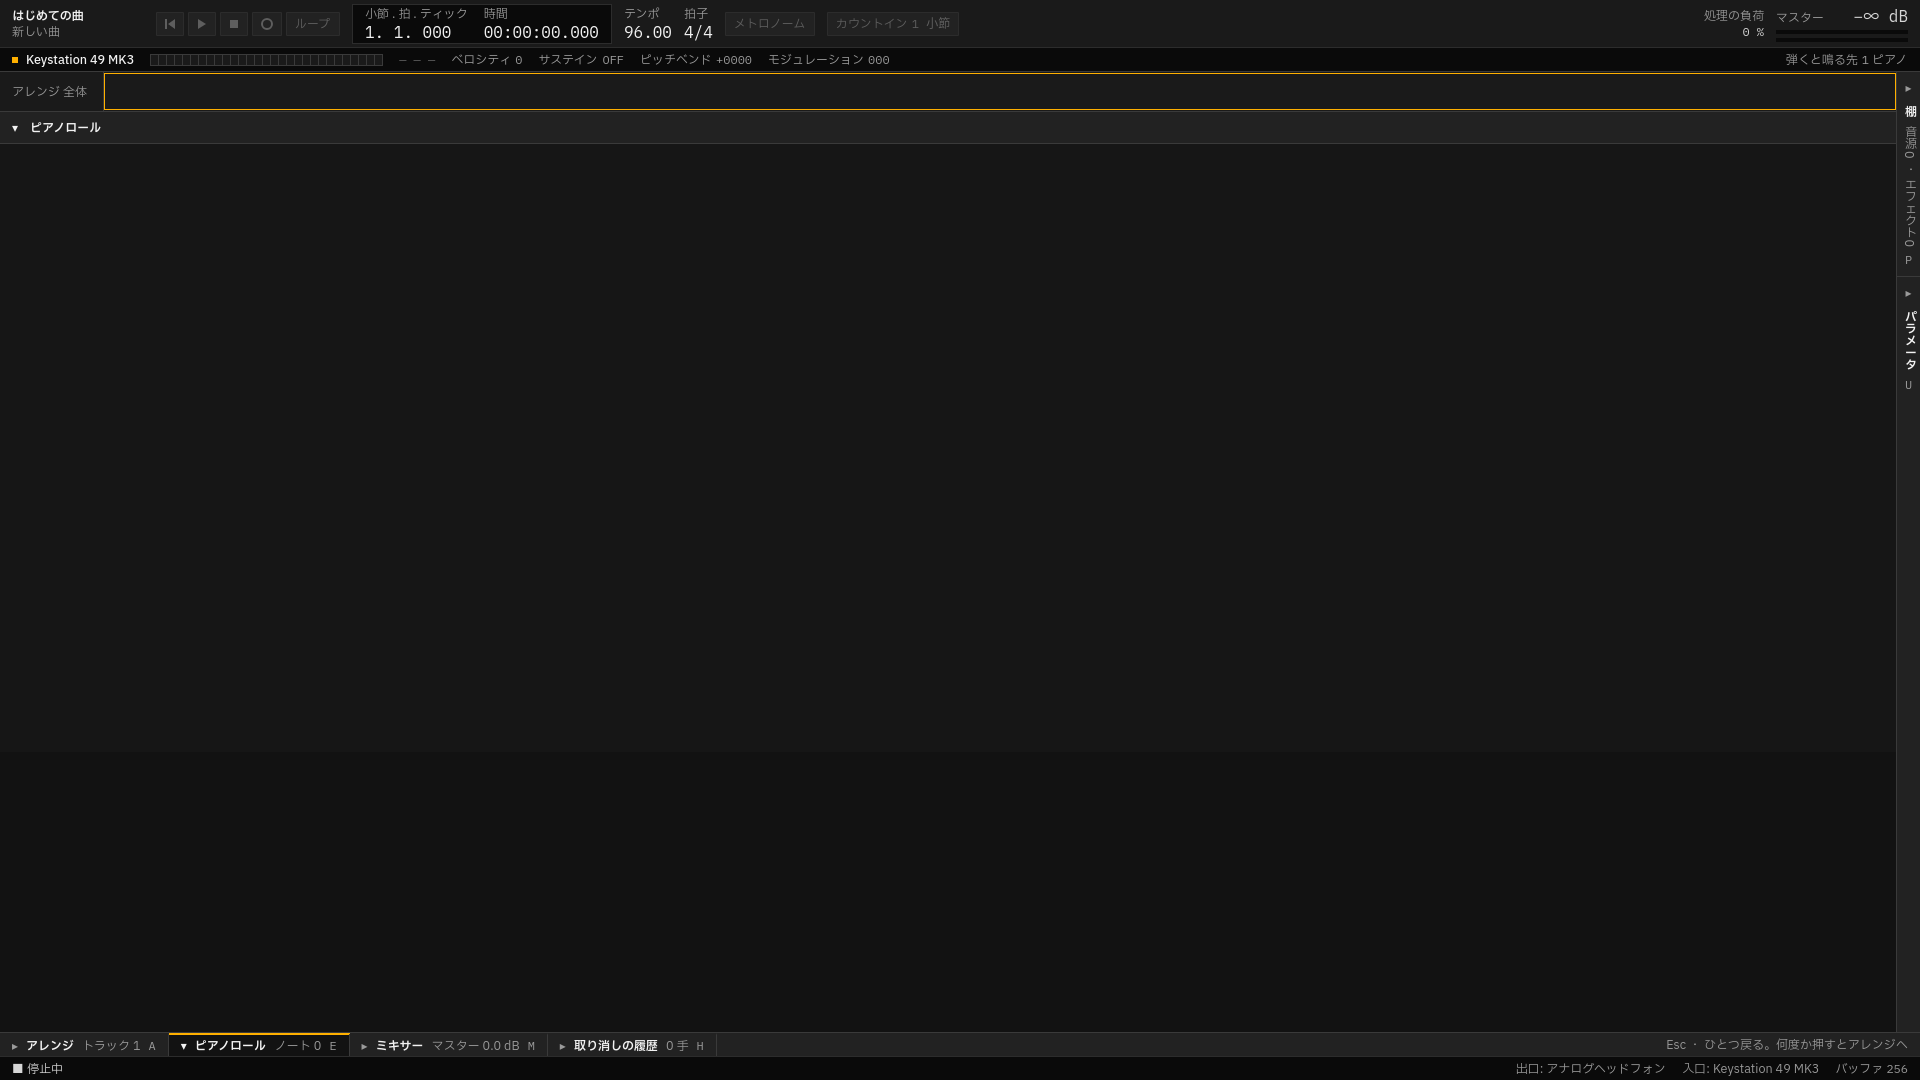 はじめての曲
新しい曲
ループ
小節 . 拍 . ティック 時間
1. 1. 000 00:00:00.000
テンポ 拍子
96.00 4/4
メトロノーム
カウントイン 1 小節
処理の負荷
0 %
マスター −∞ dB
Keystation 49 MK3
— — —
ベロシティ 0 サステイン OFF ピッチベンド +0000 モジュレーション 000
弾くと鳴る先 1 ピアノ
アレンジ 全体
▼ ピアノロール
▶ 棚 音源 0 · エフェクト 0 P
▶ パラメータ U
▶ アレンジ トラック 1 A
▼ ピアノロール ノート 0 E
▶ ミキサー マスター 0.0 dB M
▶ 取り消しの履歴 0 手 H
Esc · ひとつ戻る。何度か押すとアレンジへ
■ 停止中
出口: アナログヘッドフォン 入口: Keystation 49 MK3 バッファ 256